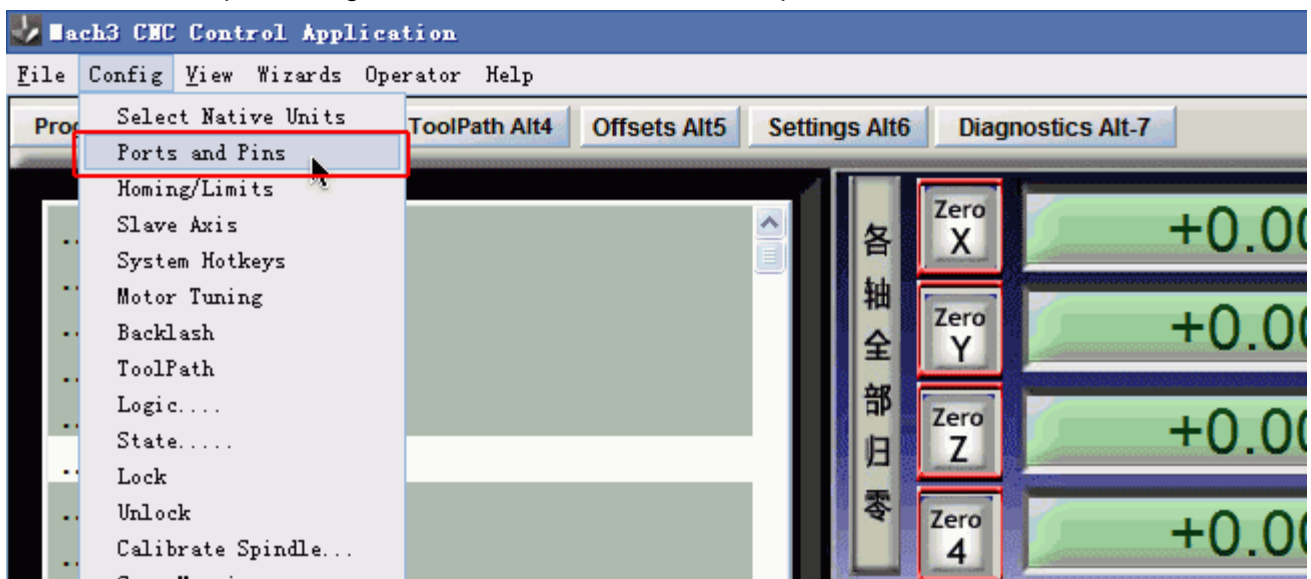 Mach3 CNC Control Application
File Config View Wizards Operator Help
Select Native Units
ToolPath Alt4 Offsets Alt5 Settings Alt6 Diagnostics Alt-7
Ports and Pins
Homing/Limits
Slave Axis
System Hotkeys
Motor Tuning
Backlash
ToolPath
Logic....
State.....
Lock
Unlock
Calibrate Spindle...
各轴全部归零
Zero X +0.00
Zero Y +0.00
Zero Z +0.00
Zero 4 +0.00